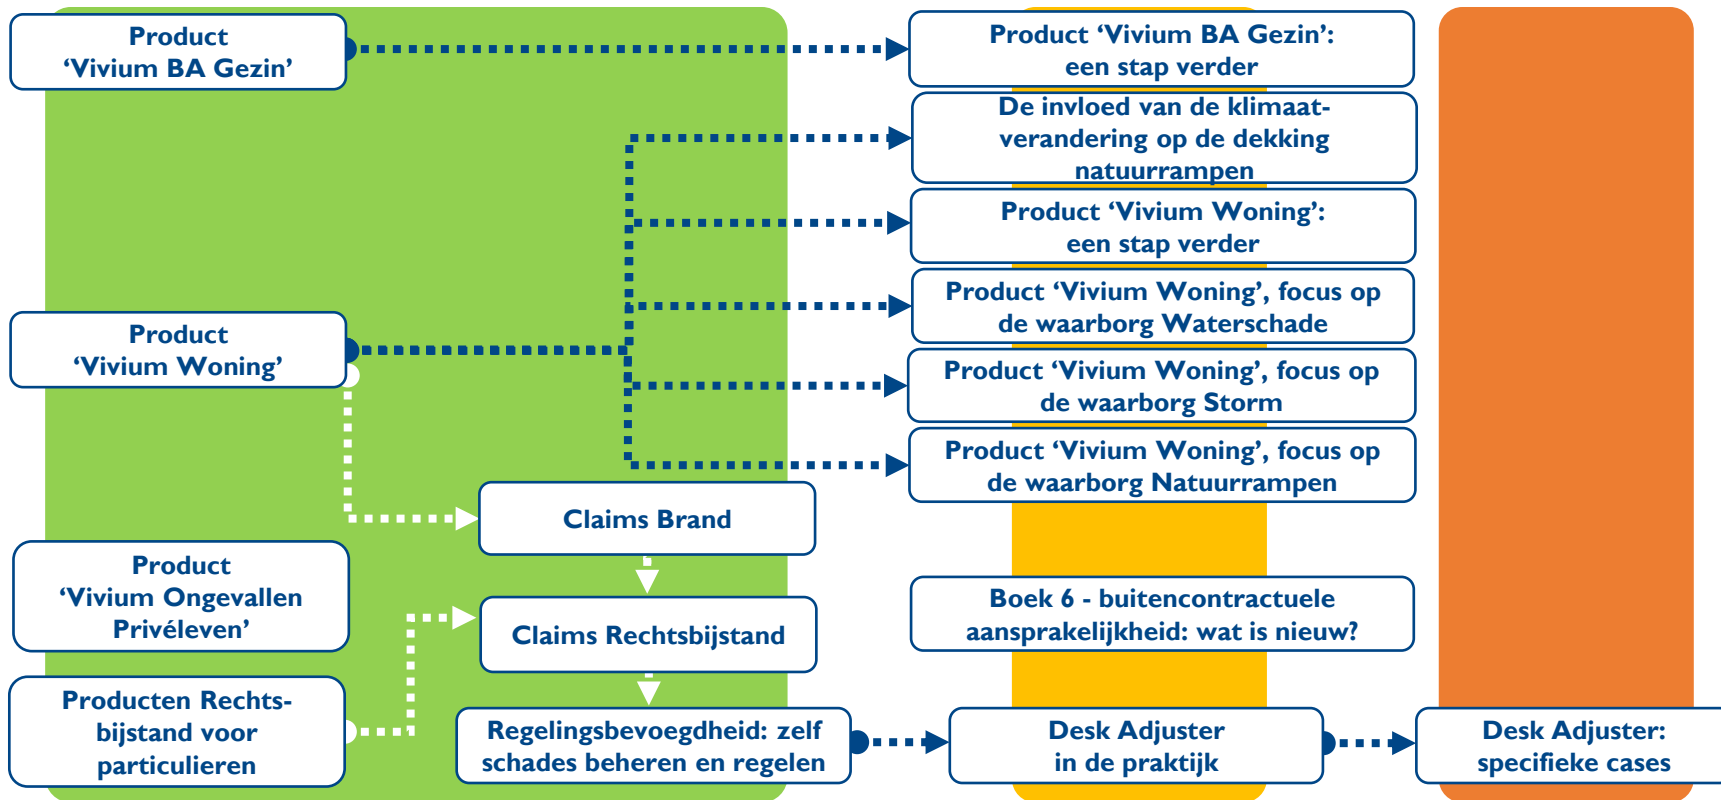 Product
‘Vivium BA Gezin’
Product ‘Vivium BA Gezin’:
een stap verder
De invloed van de klimaat-
verandering op de dekking
natuurrampen
Product ‘Vivium Woning’:
een stap verder
Product
‘Vivium Woning’
Product ‘Vivium Woning’, focus op
de waarborg Waterschade
Product ‘Vivium Woning’, focus op
de waarborg Storm
Product ‘Vivium Woning’, focus op
de waarborg Natuurrampen
Claims Brand
Product
‘Vivium Ongevallen
Privéleven’
Claims Rechtsbijstand
Boek 6 - buitencontractuele
aansprakelijkheid: wat is nieuw?
Producten Rechts-
bijstand voor
particulieren
Regelingsbevoegdheid: zelf
schades beheren en regelen
Desk Adjuster
in de praktijk
Desk Adjuster:
specifieke cases